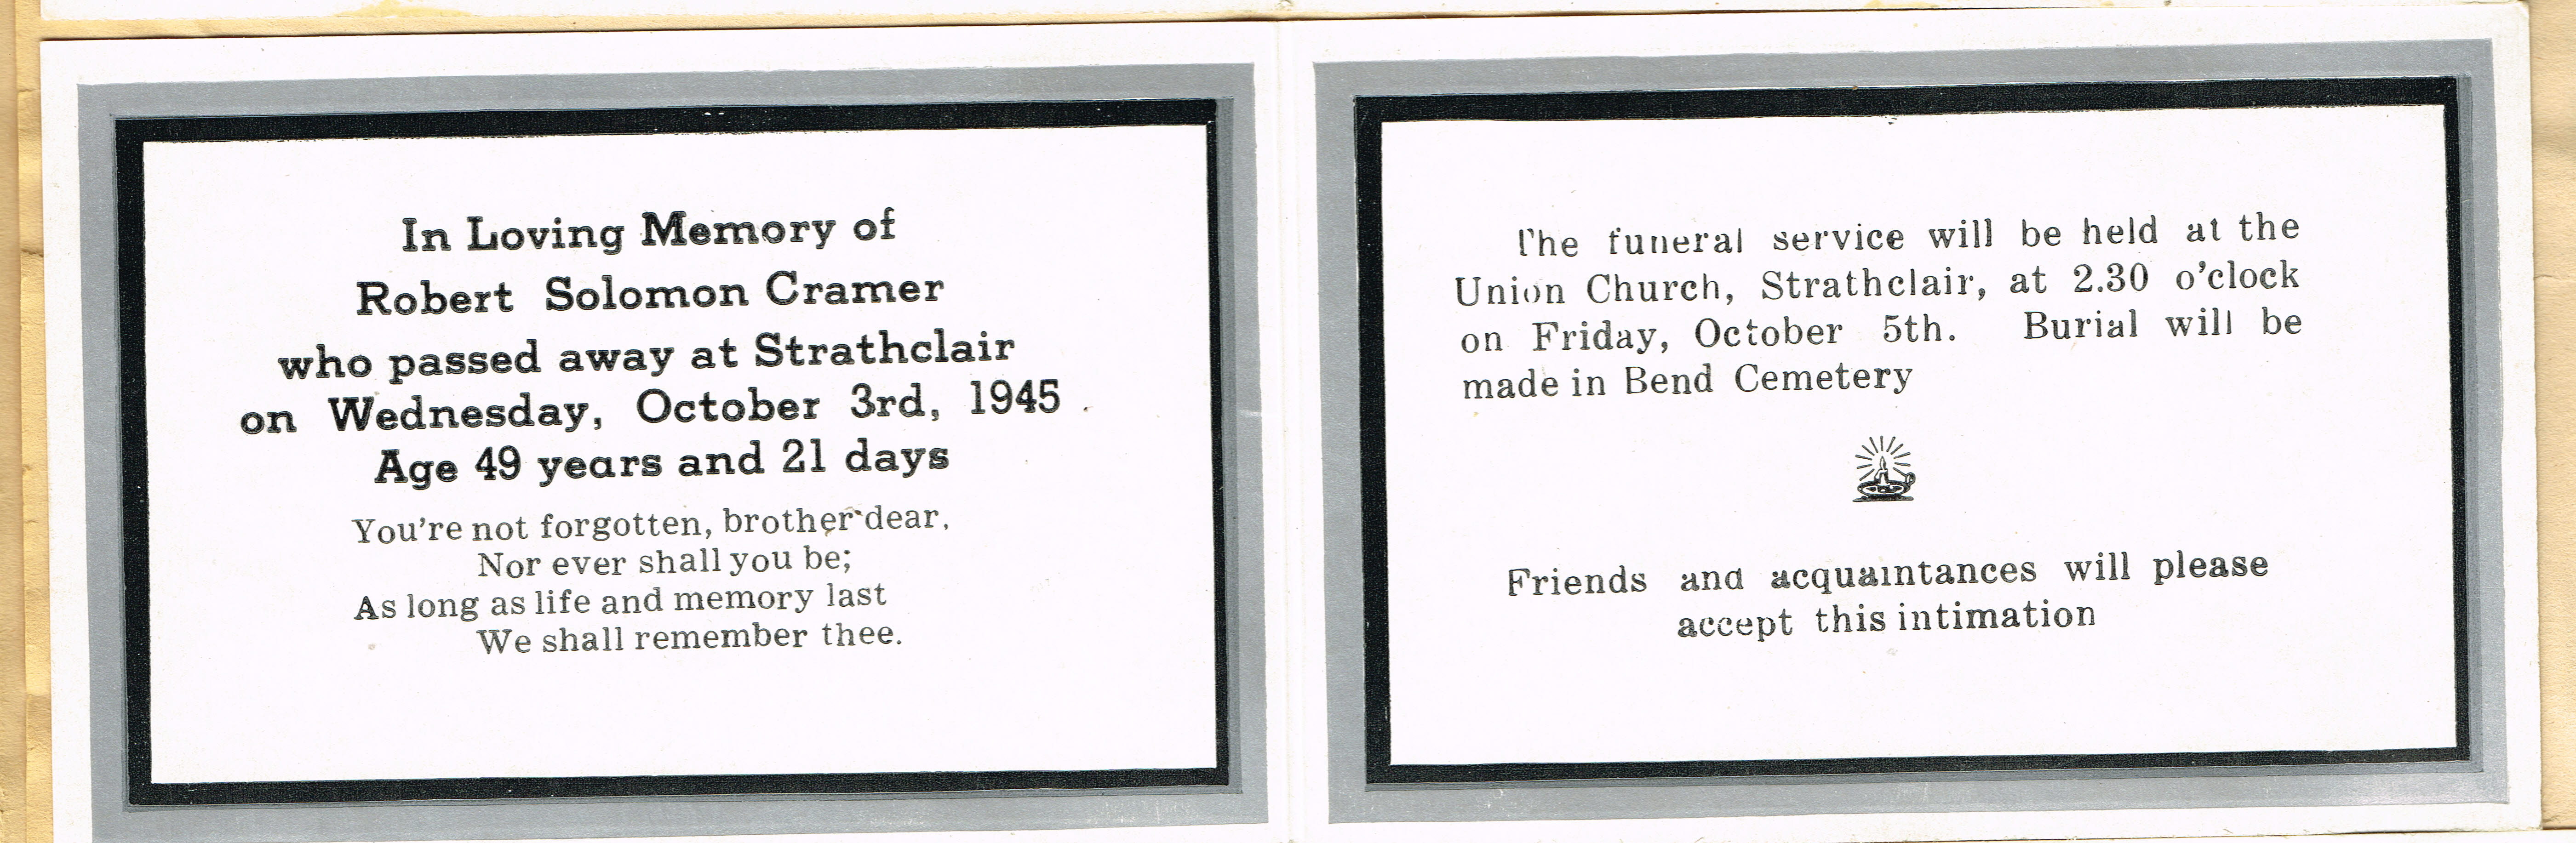 In Loving Memory of
Robert Solomon Cramer
who passed away at Strathclair
on Wednesday, October 3rd, 1945
Age 49 years and 21 days
You're not forgotten, brother dear,
Nor ever shall you be;
As long as life and memory last
We shall remember thee.
The funeral service will be held at the
Union Church, Strathclair, at 2.30 o'clock
on Friday, October 5th. Burial will be
made in Bend Cemetery
Friends and acquaintances will please
accept this intimation